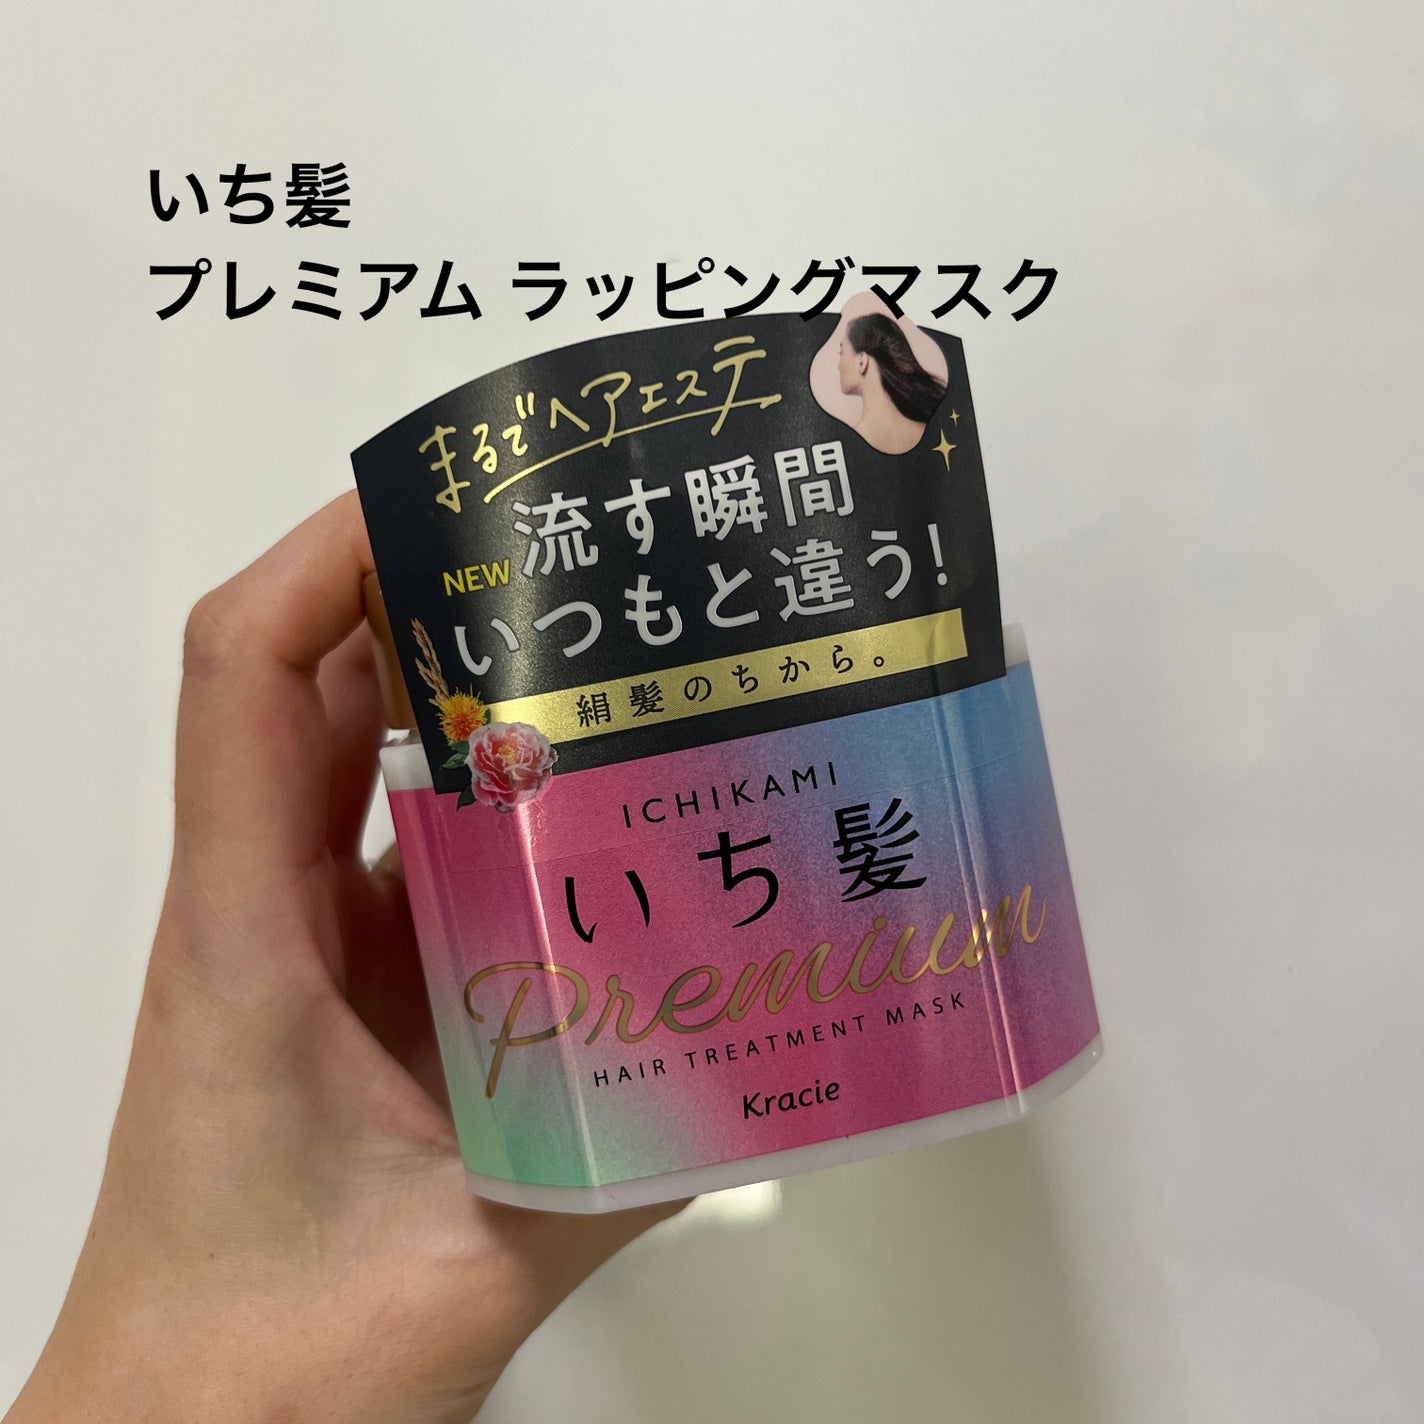 いち髪
プレミアム ラッピングマスク
まるでヘアエステ
流す瞬間
NEW
いつもと違う!
絹髪のちから。
ICHIKAMI
いち髪
Premium
HAIR TREATMENT MASK
Kracie